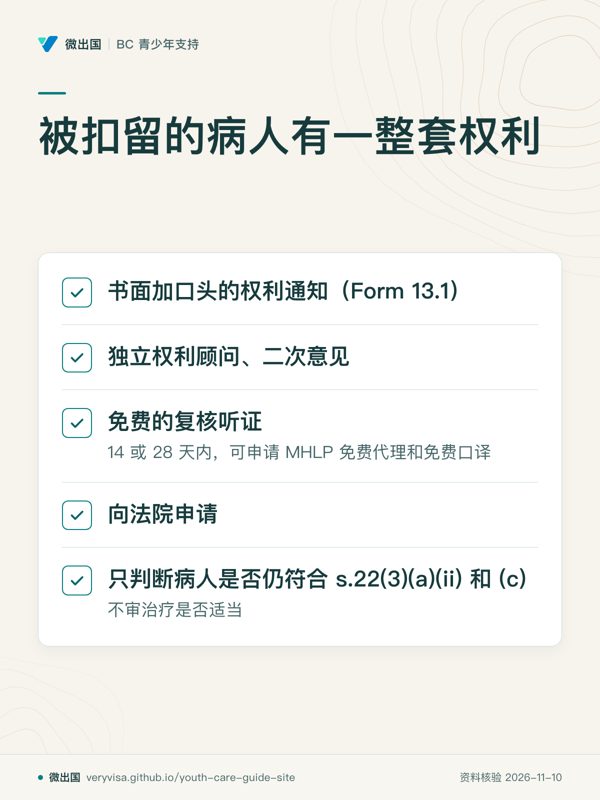 微出国 | BC 青少年支持
被扣留的病人有一整套权利
书面加口头的权利通知（Form 13.1）
独立权利顾问、二次意见
免费的复核听证
14 或 28 天内，可申请 MHLP 免费代理和免费口译
向法院申请
只判断病人是否仍符合 s.22(3)(a)(ii) 和 (c)
不审治疗是否适当
微出国 veryvisa.github.io/youth-care-guide-site
资料核验 2026-11-10